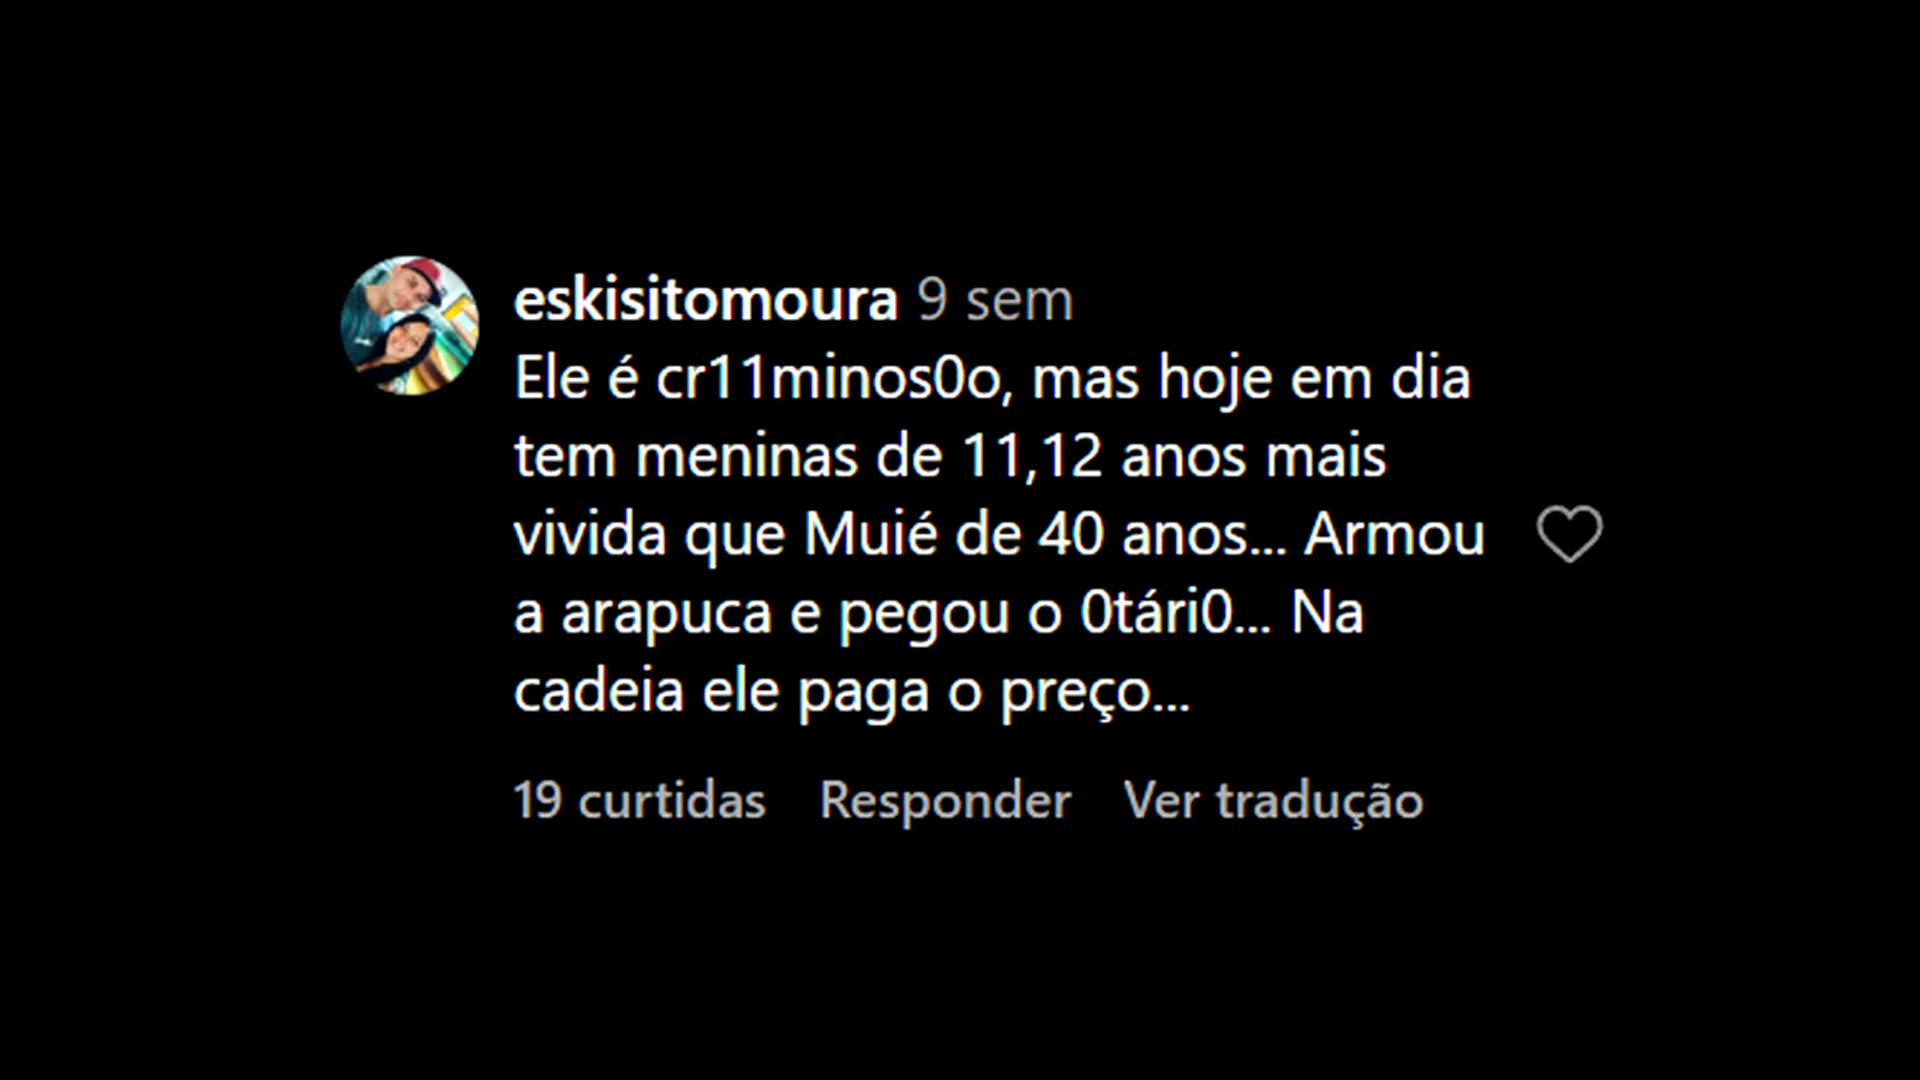 eskisitomoura 9 sem
Ele é cr11minos0o, mas hoje em dia
tem meninas de 11,12 anos mais
vivida que Muié de 40 anos... Armou
a arapuca e pegou o 0tári0... Na
cadeia ele paga o preço...
19 curtidas Responder Ver tradução